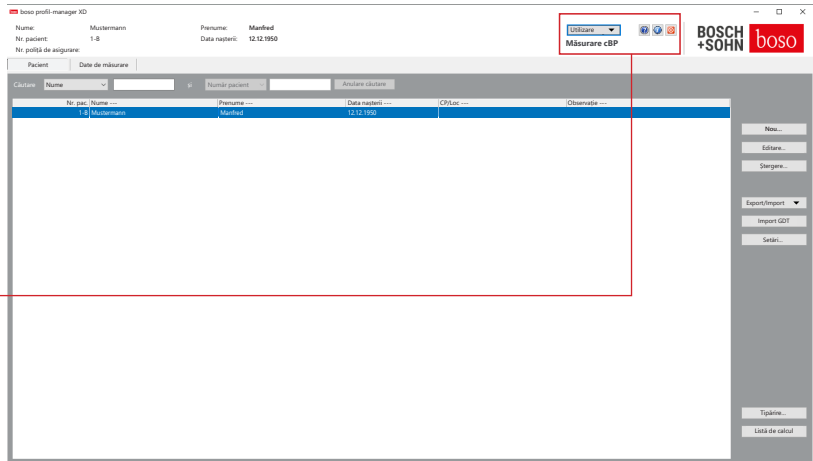 boso profil-manager XD
Nume: Mustermann Prenume: Manfred
Nr. pacient: 1-8 Data nașterii: 12.12.1950
Nr. poliță de asigurare:
Utilizare
Măsurare cBP
BOSCH
+SOHN
boso
Pacient Date de măsurare
Căutare Nume și Număr pacient Anulare căutare
Nr. pac. Nume --- Prenume --- Data nașterii --- CP/Loc --- Observație ---
1-8 Mustermann Manfred 12.12.1950
Nou...
Editare...
Ștergere...
Export/Import
Import GDT
Setări...
Tipărire...
Listă de calcul